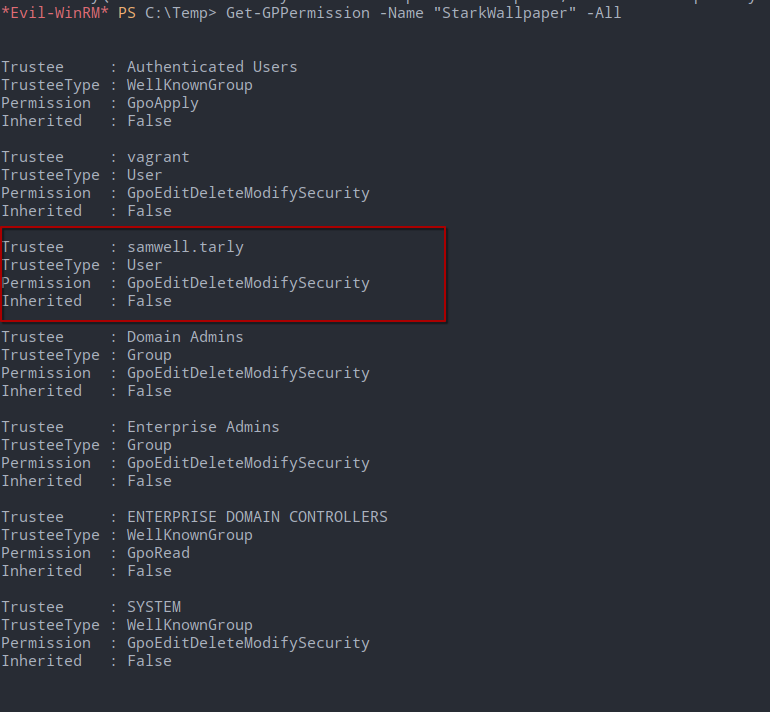 *Evil-WinRM* PS C:\Temp> Get-GPPermission -Name "StarkWallpaper" -All
Trustee     : Authenticated Users
TrusteeType : WellKnownGroup
Permission  : GpoApply
Inherited   : False
Trustee     : vagrant
TrusteeType : User
Permission  : GpoEditDeleteModifySecurity
Inherited   : False
Trustee     : samwell.tarly
TrusteeType : User
Permission  : GpoEditDeleteModifySecurity
Inherited   : False
Trustee     : Domain Admins
TrusteeType : Group
Permission  : GpoEditDeleteModifySecurity
Inherited   : False
Trustee     : Enterprise Admins
TrusteeType : Group
Permission  : GpoEditDeleteModifySecurity
Inherited   : False
Trustee     : ENTERPRISE DOMAIN CONTROLLERS
TrusteeType : WellKnownGroup
Permission  : GpoRead
Inherited   : False
Trustee     : SYSTEM
TrusteeType : WellKnownGroup
Permission  : GpoEditDeleteModifySecurity
Inherited   : False